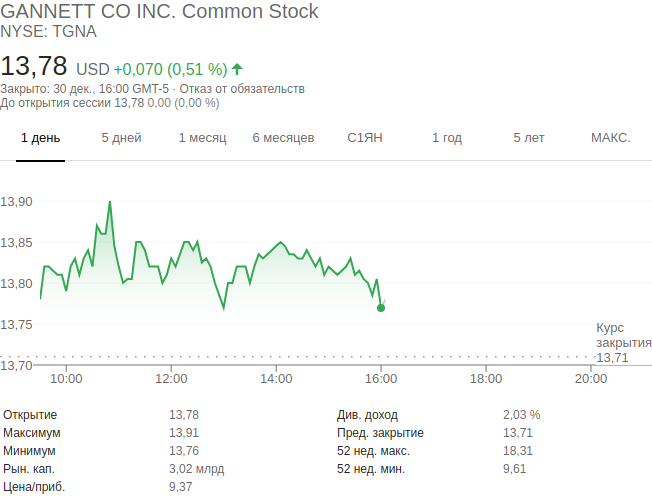 GANNETT CO INC. Common Stock
NYSE: TGNA
13,78 USD +0,070 (0,51 %)
Закрыто: 30 дек., 16:00 GMT-5 · Отказ от обязательств
До открытия сессии 13,78 0,00 (0,00 %)
1 день 5 дней 1 месяц 6 месяцев С1ЯН 1 год 5 лет МАКС.
13,90
13,85
13,80
13,75
Курс
закрытия
13,71
13,70
10:00 12:00 14:00 16:00 18:00 20:00
Открытие 13,78 Див. доход 2,03 %
Максимум 13,91 Пред. закрытие 13,71
Минимум 13,76 52 нед. макс. 18,31
Рын. кап. 3,02 млрд 52 нед. мин. 9,61
Цена/приб. 9,37